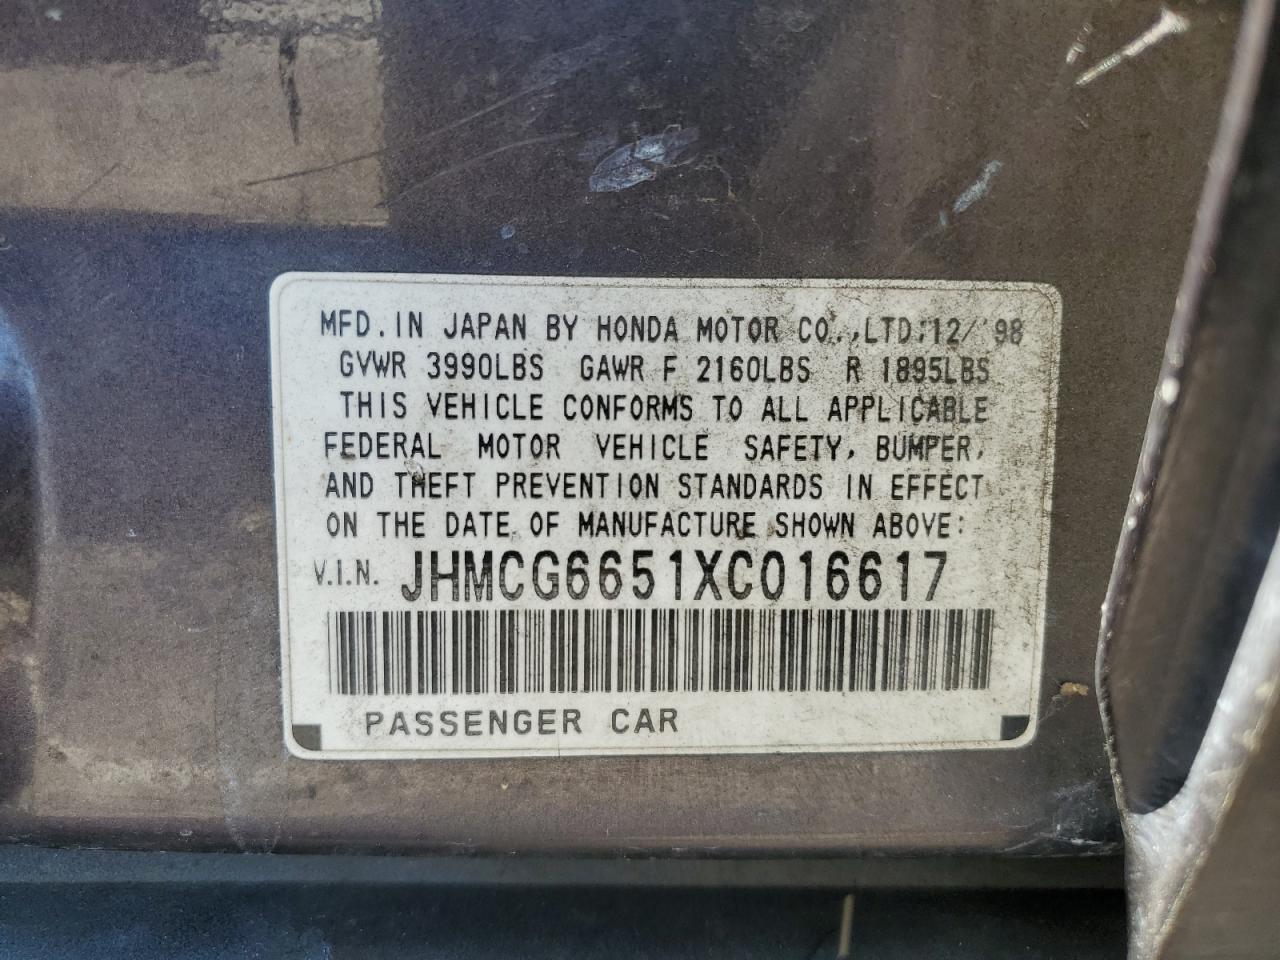 MFD. IN JAPAN BY HONDA MOTOR CO., LTD; 12/'98
GVWR 3990LBS GAWR F 2160LBS R 1895LBS
THIS VEHICLE CONFORMS TO ALL APPLICABLE
FEDERAL MOTOR VEHICLE SAFETY, BUMPER,
AND THEFT PREVENTION STANDARDS IN EFFECT
ON THE DATE OF MANUFACTURE SHOWN ABOVE:
V.I.N. JHMCG6651XC016617
PASSENGER CAR